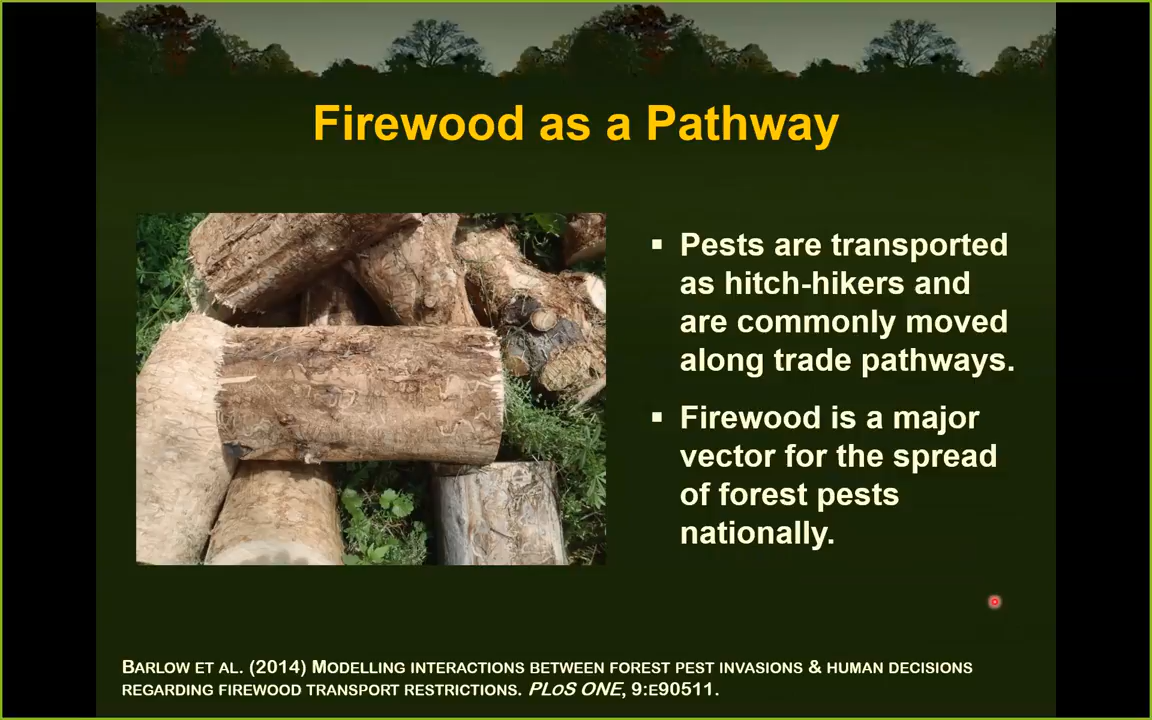 Firewood as a Pathway
▪ Pests are transported
as hitch-hikers and
are commonly moved
along trade pathways.
▪ Firewood is a major
vector for the spread
of forest pests
nationally.
BARLOW ET AL. (2014) MODELLING INTERACTIONS BETWEEN FOREST PEST INVASIONS & HUMAN DECISIONS
REGARDING FIREWOOD TRANSPORT RESTRICTIONS. PLOS ONE, 9:E90511.